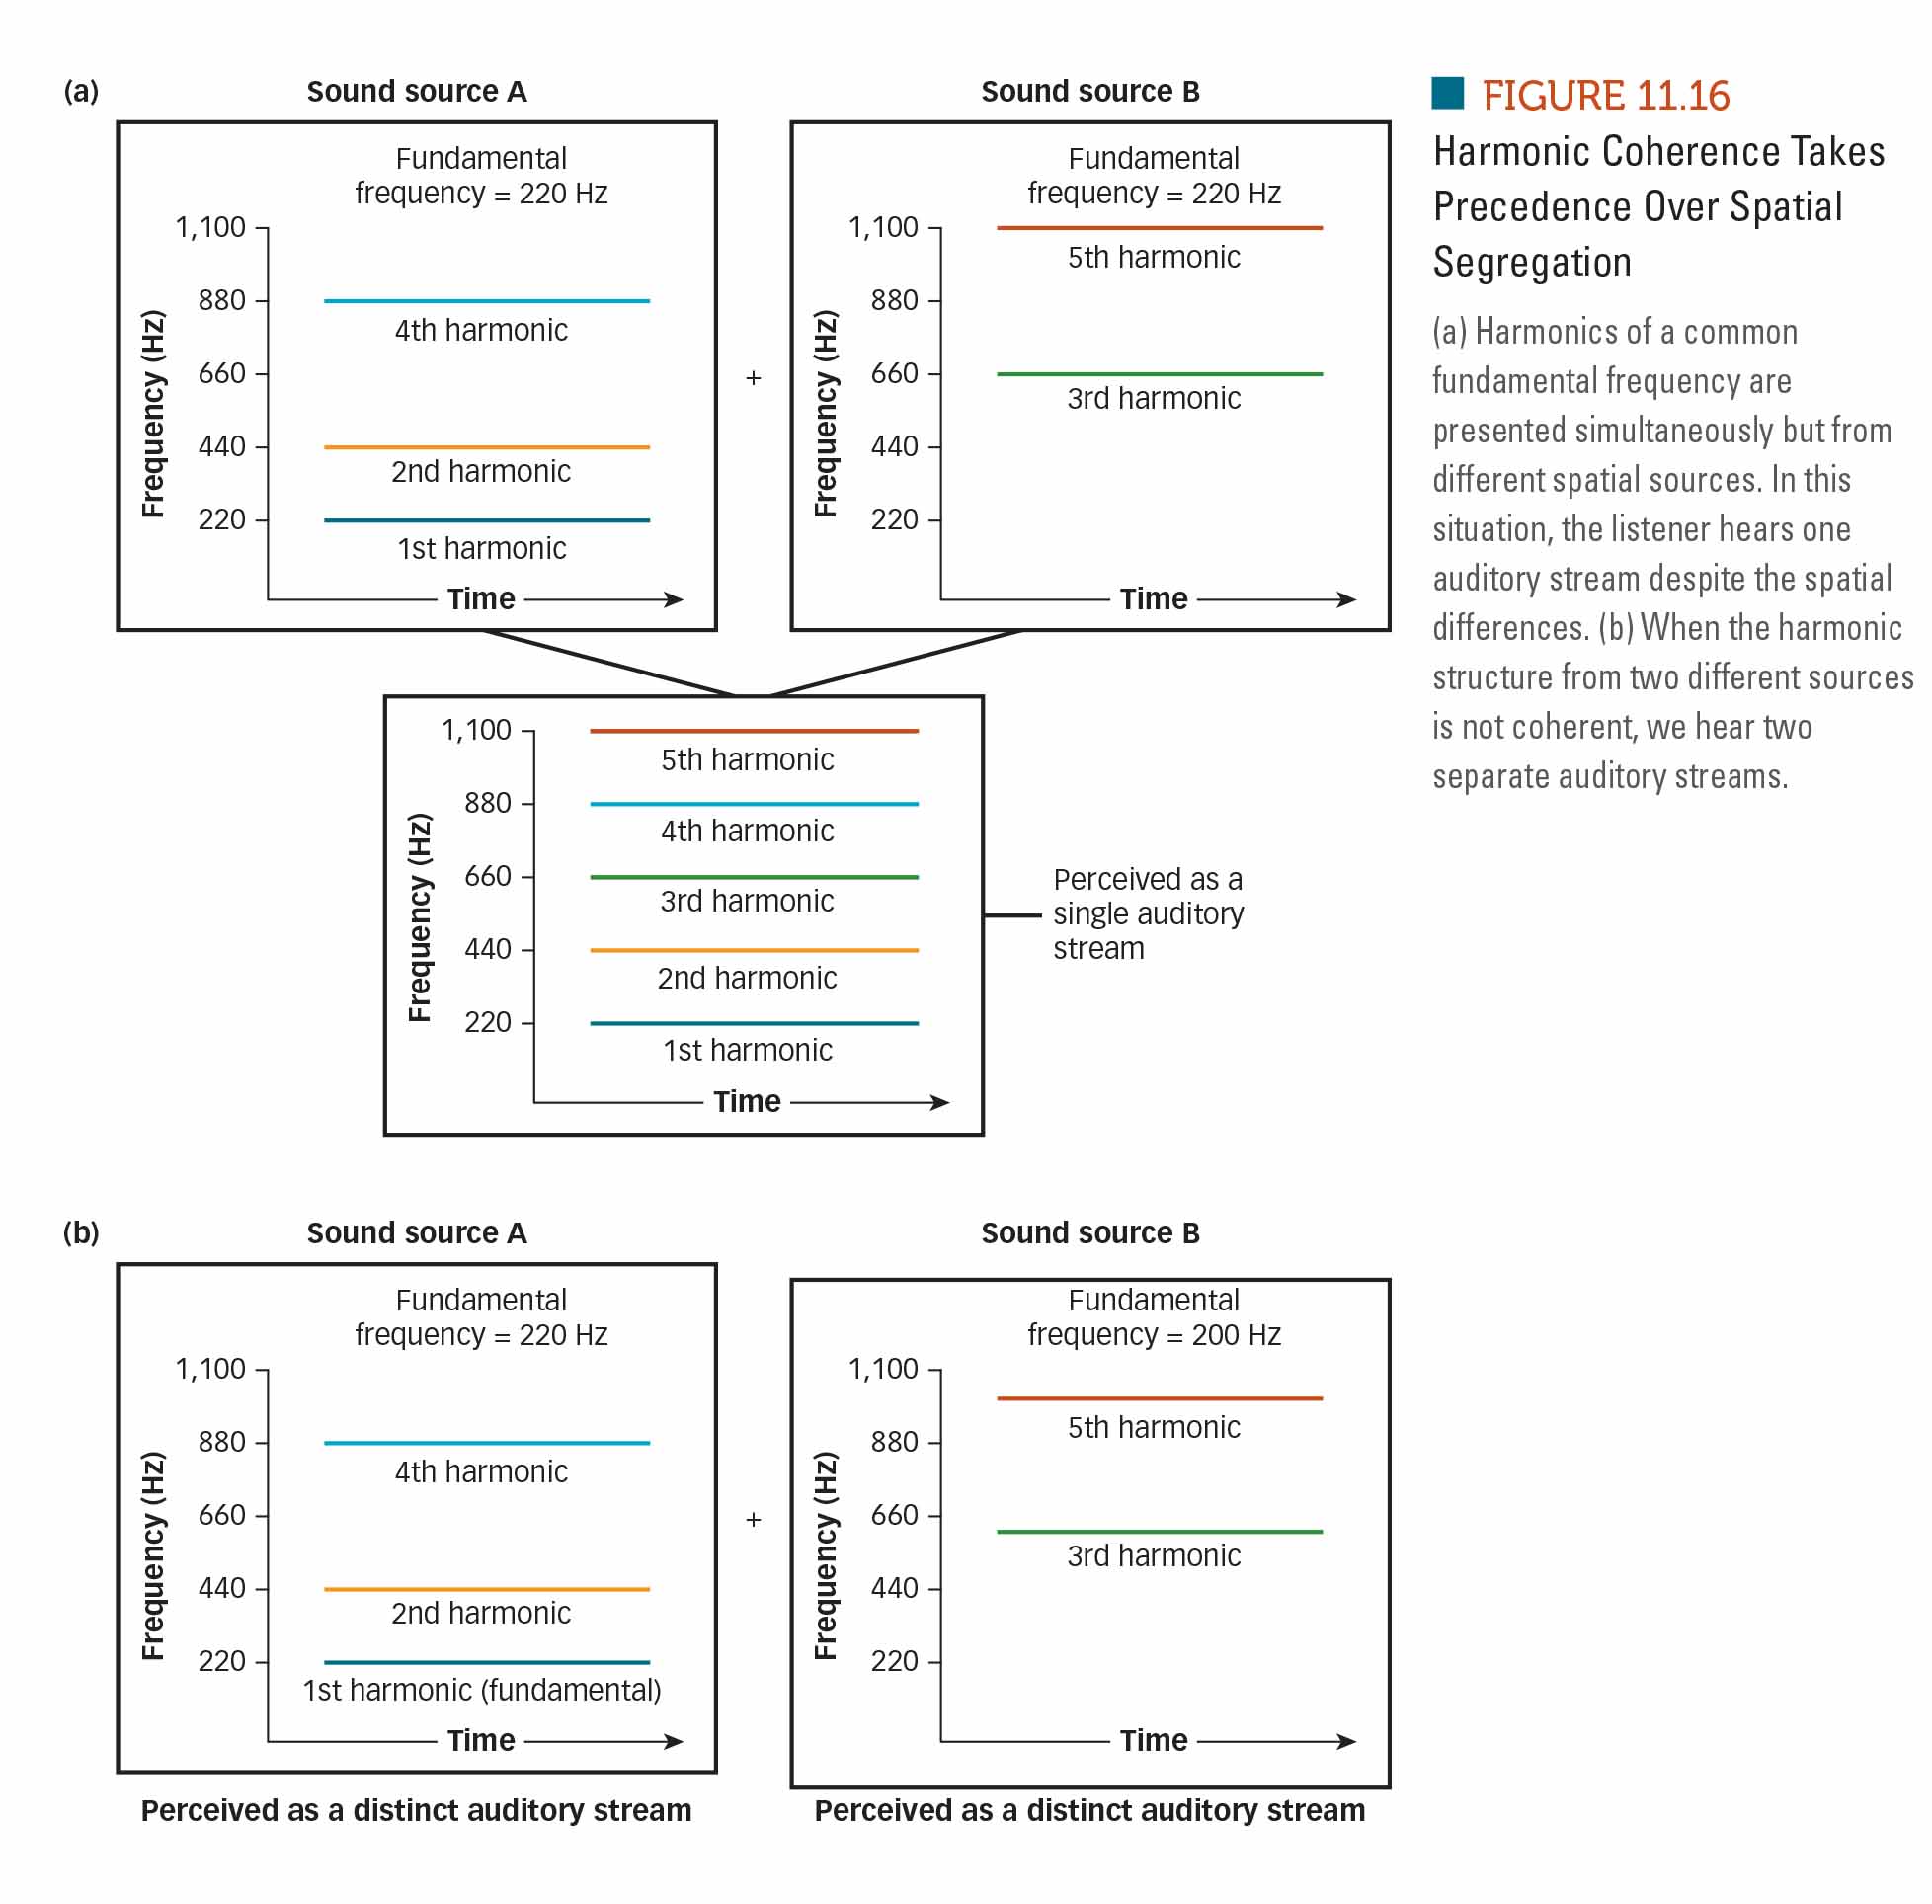 (a)
Sound source A
Fundamental
frequency = 220 Hz
Frequency (Hz)
1,100
880
4th harmonic
660
440
2nd harmonic
220
1st harmonic
Time
+
Sound source B
Fundamental
frequency = 220 Hz
Frequency (Hz)
1,100
5th harmonic
880
660
3rd harmonic
440
220
Time
Frequency (Hz)
1,100
5th harmonic
880
4th harmonic
660
3rd harmonic
440
2nd harmonic
220
1st harmonic
Time
Perceived as a
single auditory
stream
(b)
Sound source A
Fundamental
frequency = 220 Hz
Frequency (Hz)
1,100
880
4th harmonic
660
440
2nd harmonic
220
1st harmonic (fundamental)
Time
Perceived as a distinct auditory stream
+
Sound source B
Fundamental
frequency = 200 Hz
Frequency (Hz)
1,100
5th harmonic
880
660
3rd harmonic
440
220
Time
Perceived as a distinct auditory stream
FIGURE 11.16
Harmonic Coherence Takes
Precedence Over Spatial
Segregation
(a) Harmonics of a common
fundamental frequency are
presented simultaneously but from
different spatial sources. In this
situation, the listener hears one
auditory stream despite the spatial
differences. (b) When the harmonic
structure from two different sources
is not coherent, we hear two
separate auditory streams.